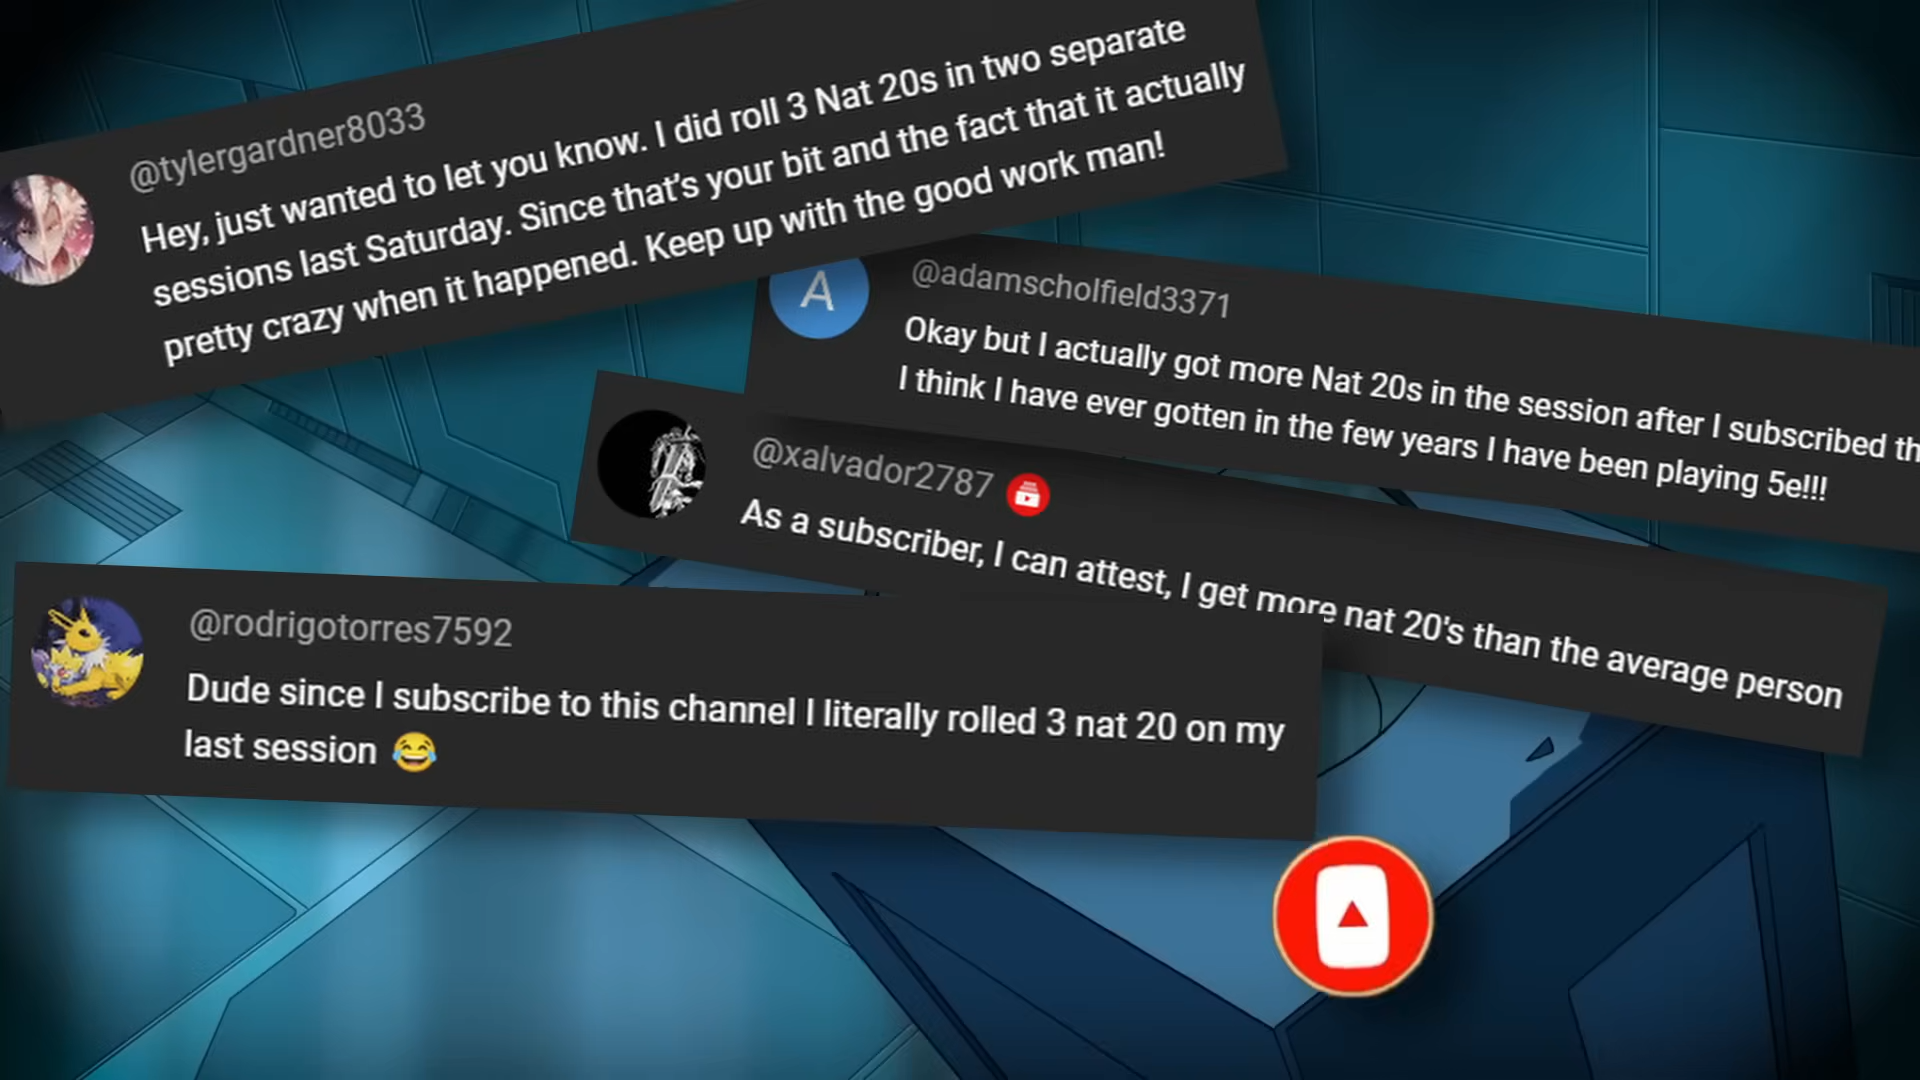 @tylergardner8033
Hey, just wanted to let you know. I did roll 3 Nat 20s in two separate
sessions last Saturday. Since that's your bit and the fact that it actually
pretty crazy when it happened. Keep up with the good work man!
A
@adamscholfield3371
Okay but I actually got more Nat 20s in the session after I subscribed th
I think I have ever gotten in the few years I have been playing 5e!!!
@xalvador2787
As a subscriber, I can attest, I get more nat 20's than the average person
@rodrigotorres7592
Dude since I subscribe to this channel I literally rolled 3 nat 20 on my
last session 😂